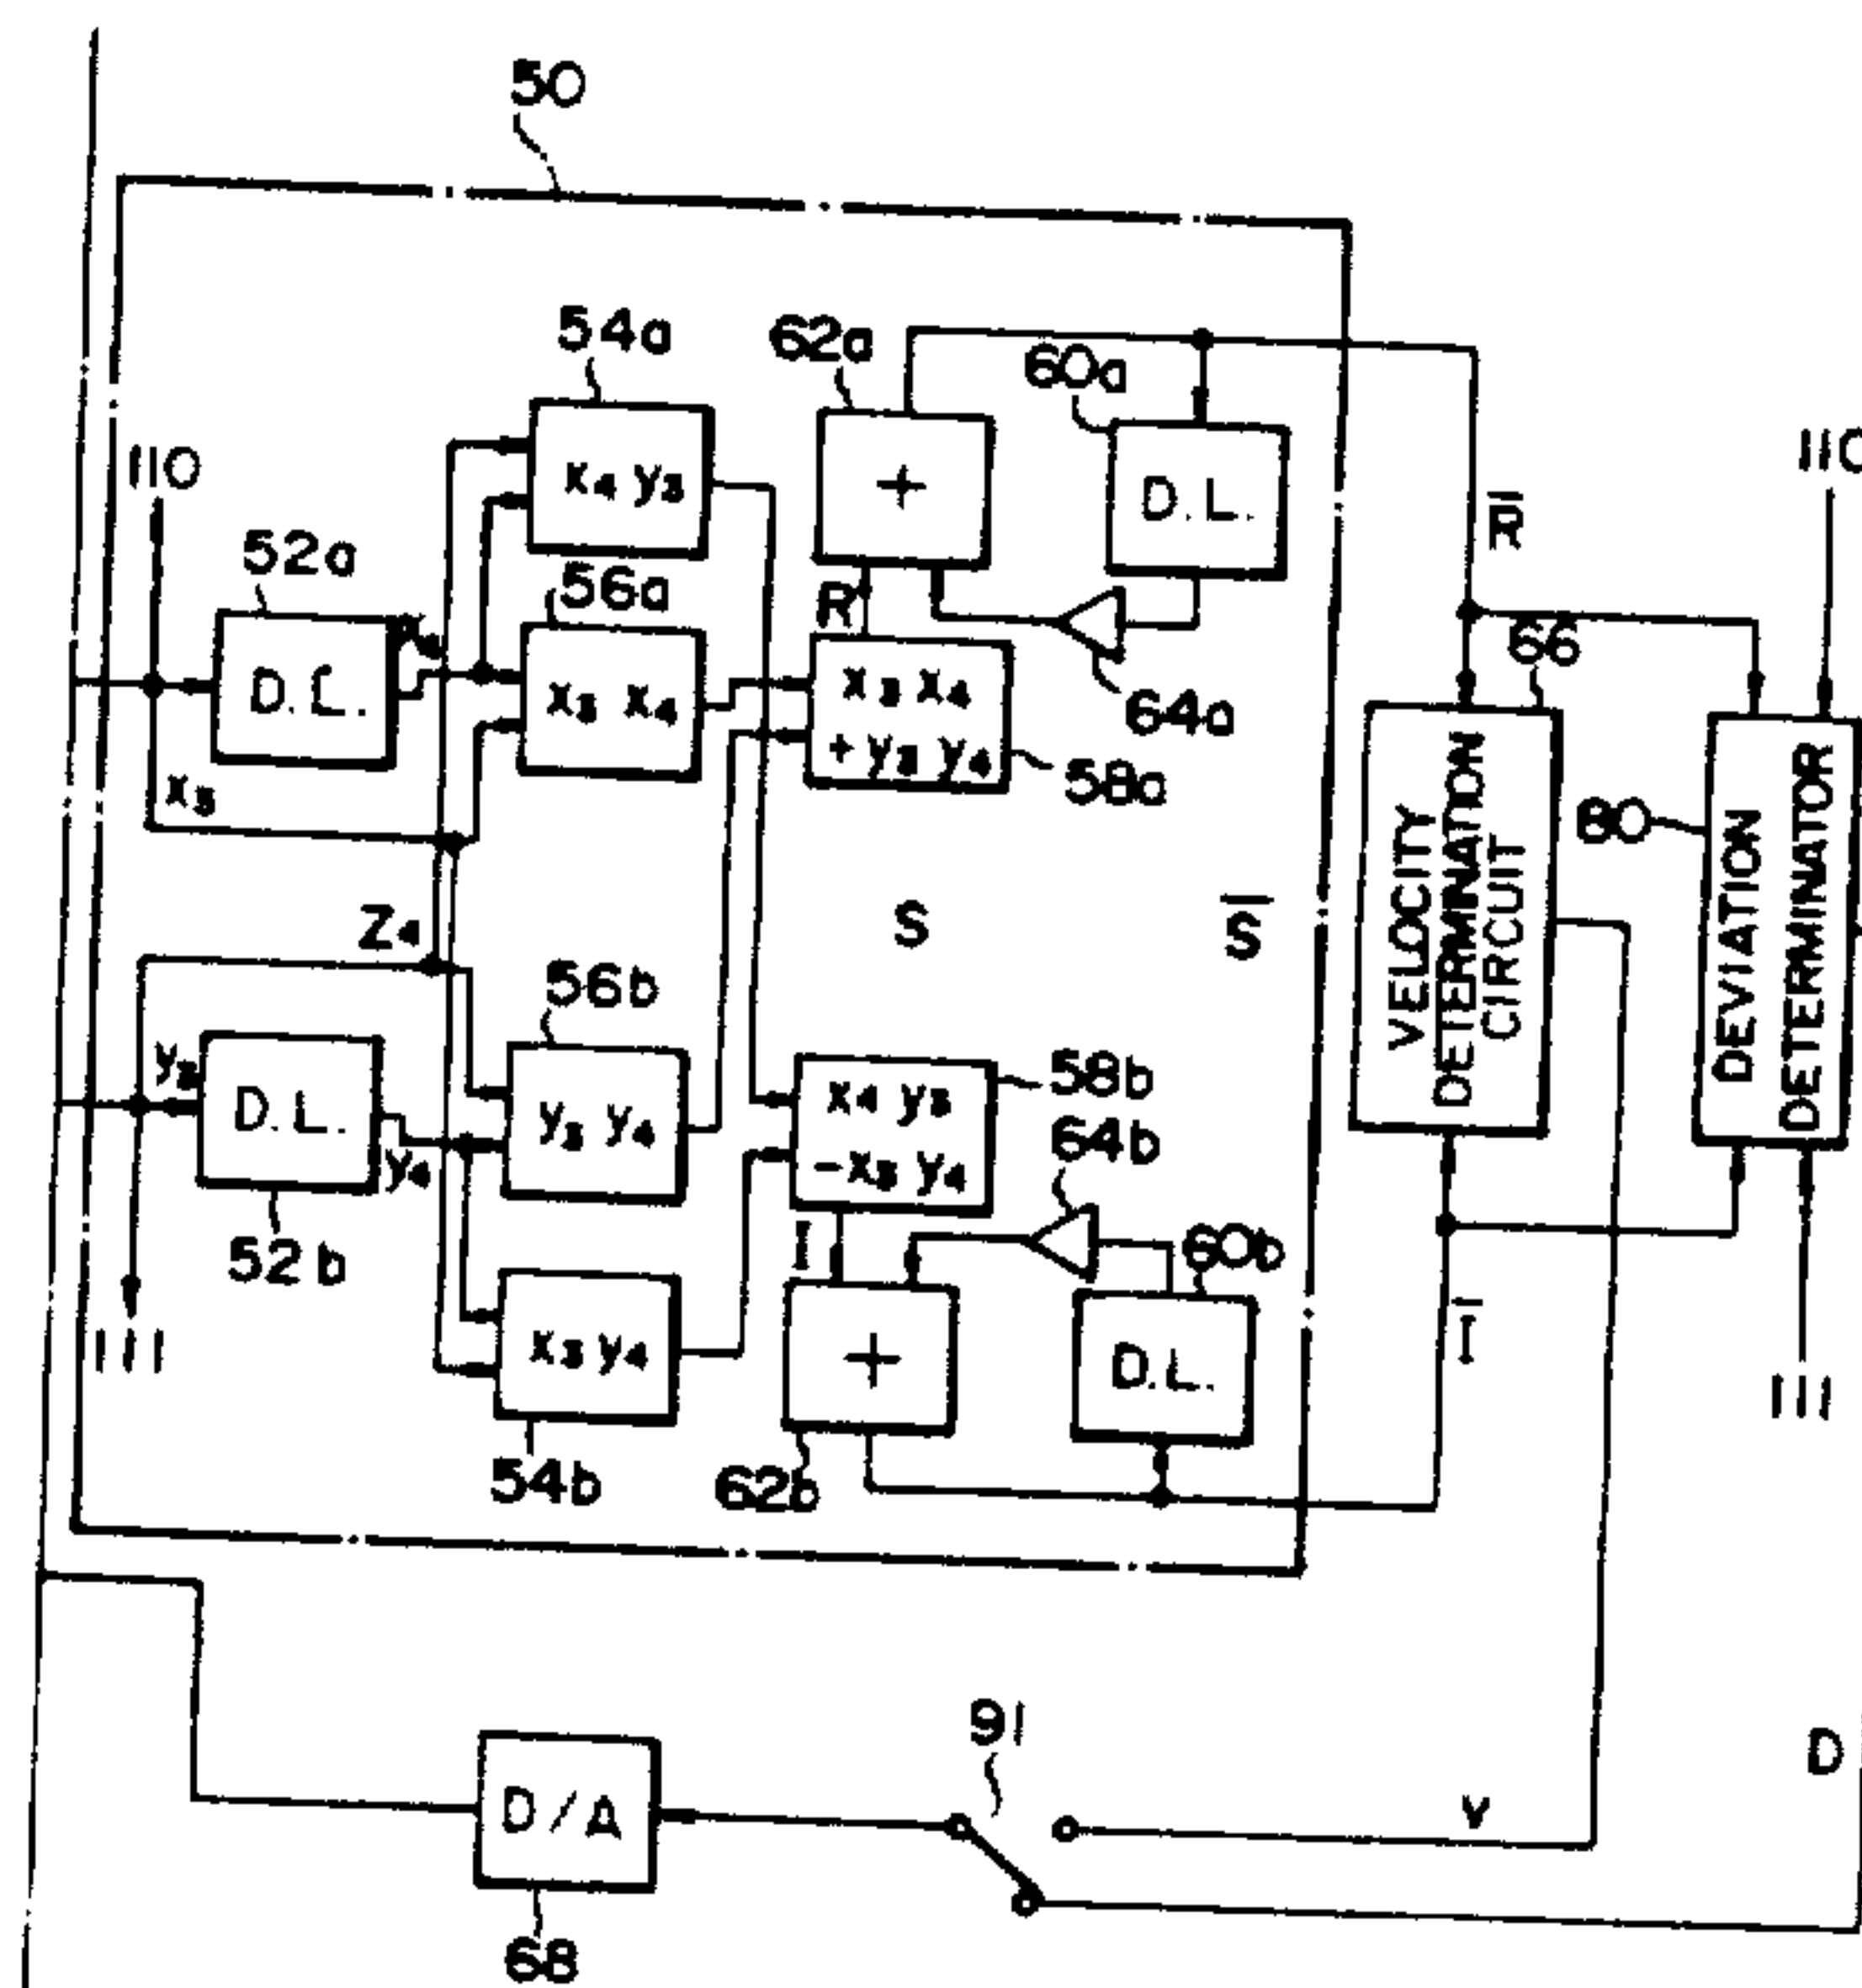 50
54a
62a
60a
110
x4 y3
+
D.L.
R̅
110
52a
56a
R
66
D.L.
x3 x4
x3 x4
+ y3 y4
64a
58a
x3
80
VELOCITY
DETERMINATION
CIRCUIT
DEVIATION
DETERMINATOR
Z4
S
S̅
56b
y3
D.L.
y4
y3 y4
x4 y3
-x3 y4
58b
64b
52b
I
60b
111
x3 y4
+
D.L.
I̅
111
54b
62b
91
D
D/A
V
68